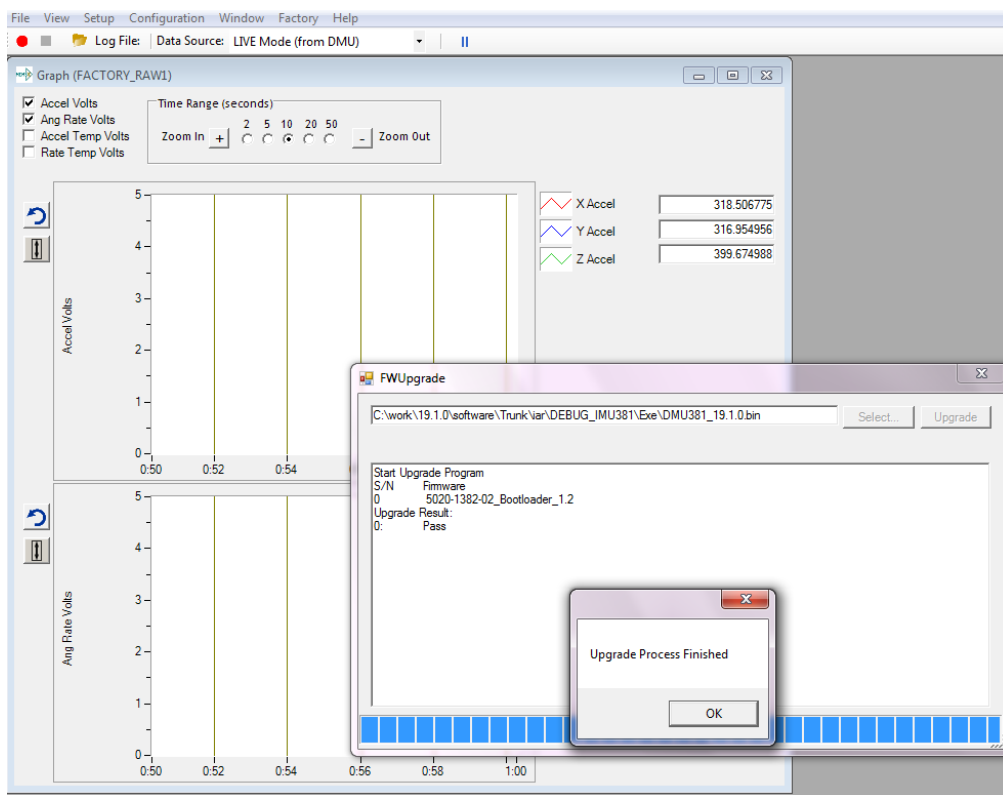 File View Setup Configuration Window Factory Help
Log File: Data Source: LIVE Mode (from DMU)
Graph (FACTORY_RAW1)
Accel Volts
Ang Rate Volts
Accel Temp Volts
Rate Temp Volts
Time Range (seconds)
2 5 10 20 50
Zoom In + - Zoom Out
5
4
3
2
1
0
Accel Volts
0:50 0:52 0:54
X Accel 318.506775
Y Accel 316.954956
Z Accel 399.674988
5
4
3
2
1
0
Ang Rate Volts
0:50 0:52 0:54 0:56 0:58 1:00
FWUpgrade
C:\work\19.1.0\software\Trunk\iar\DEBUG_IMU381\Exe\DMU381_19.1.0.bin Select... Upgrade
Start Upgrade Program
S/N Firmware
0 5020-1382-02_Bootloader_1.2
Upgrade Result:
0: Pass
Upgrade Process Finished
OK